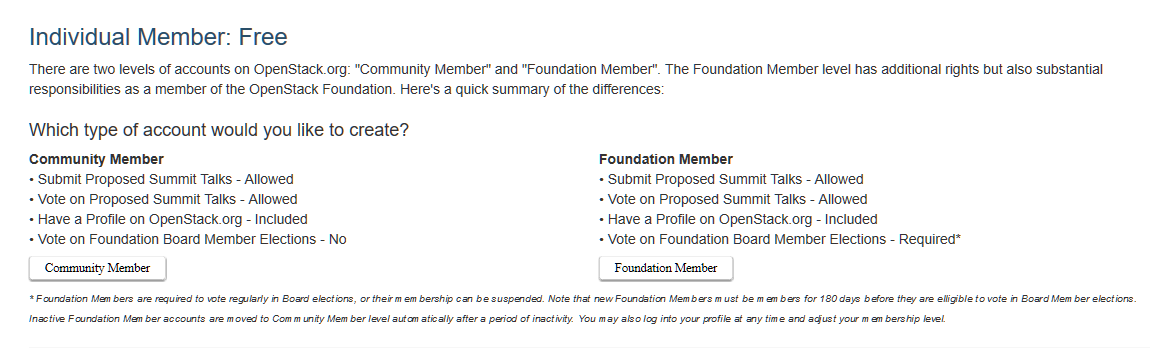 Individual Member: Free
There are two levels of accounts on OpenStack.org: "Community Member" and "Foundation Member". The Foundation Member level has additional rights but also substantial
responsibilities as a member of the OpenStack Foundation. Here's a quick summary of the differences:
Which type of account would you like to create?
Community Member
• Submit Proposed Summit Talks - Allowed
• Vote on Proposed Summit Talks - Allowed
• Have a Profile on OpenStack.org - Included
• Vote on Foundation Board Member Elections - No
Community Member
Foundation Member
• Submit Proposed Summit Talks - Allowed
• Vote on Proposed Summit Talks - Allowed
• Have a Profile on OpenStack.org - Included
• Vote on Foundation Board Member Elections - Required*
Foundation Member
* Foundation Members are required to vote regularly in Board elections, or their membership can be suspended. Note that new Foundation Members must be members for 180 days before they are elligible to vote in Board Member elections.
Inactive Foundation Member accounts are moved to Community Member level automatically after a period of inactivity. You may also log into your profile at any time and adjust your membership level.